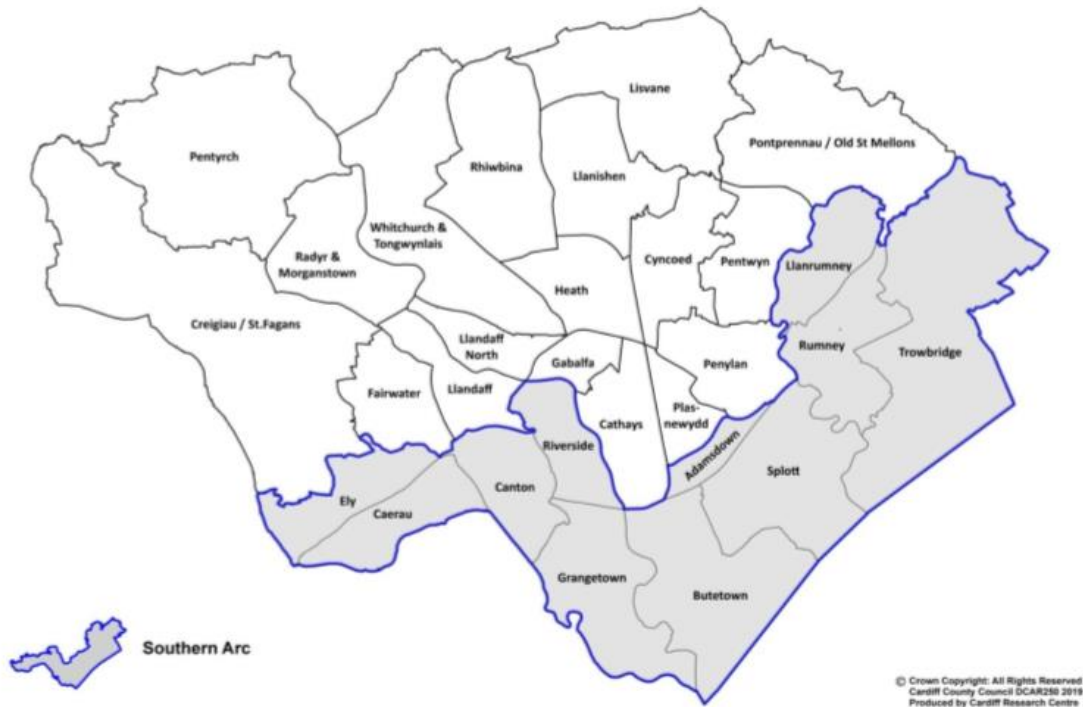 Lisvane
Pontprennau / Old St Mellons
Pentyrch
Rhiwbina
Llanishen
Whitchurch &
Tongwynlais
Radyr &
Morganstown
Cyncoed
Pentwyn
Llanrumney
Heath
Creigiau / St.Fagans
Llandaff
North
Rumney
Trowbridge
Gabalfa
Penylan
Fairwater
Llandaff
Plas-
newydd
Cathays
Riverside
Adamsdown
Splott
Canton
Ely
Caerau
Grangetown
Butetown
Southern Arc
© Crown Copyright: All Rights Reserved
Cardiff County Council DCAR250 2019
Produced by Cardiff Research Centre